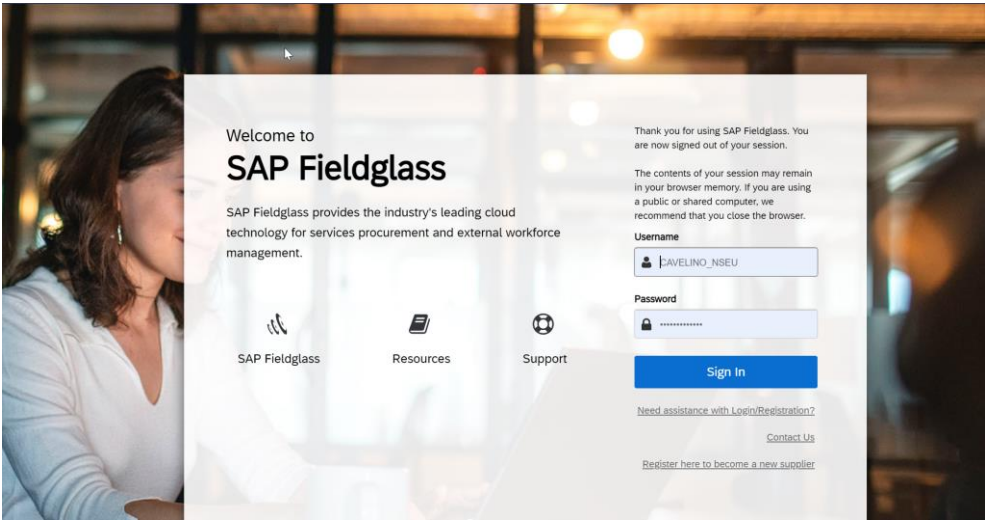 Welcome to
SAP Fieldglass
SAP Fieldglass provides the industry's leading cloud
technology for services procurement and external workforce
management.
SAP Fieldglass
Resources
Support
Thank you for using SAP Fieldglass. You
are now signed out of your session.
The contents of your session may remain
in your browser memory. If you are using
a public or shared computer, we
recommend that you close the browser.
Username
CAVELINO_NSEU
Password
•••••••••••••
Sign In
Need assistance with Login/Registration?
Contact Us
Register here to become a new supplier